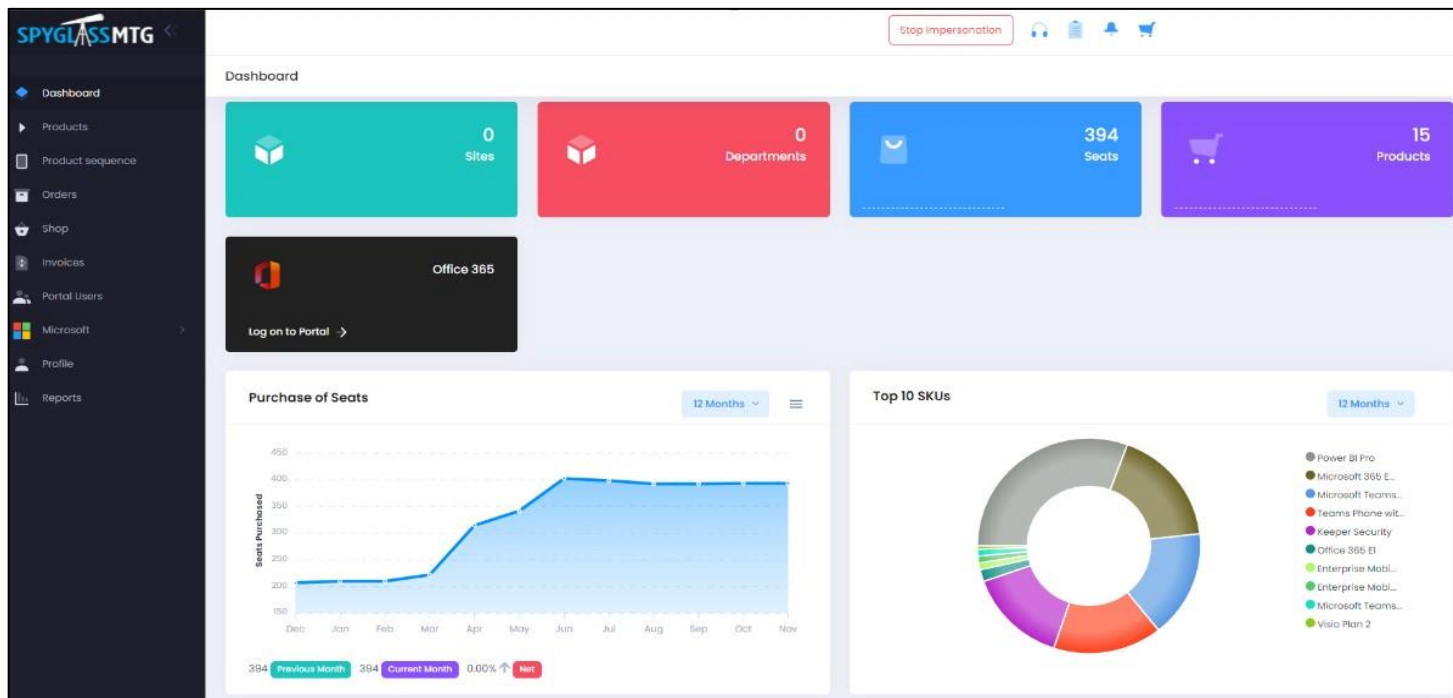 SPYGLASSMTG
Stop Impersonation
Dashboard
Dashboard
Products
Product sequence
Orders
Shop
Invoices
Portal Users
Microsoft
Profile
Reports
0
Sites
0
Departments
394
Seats
15
Products
Office 365
Log on to Portal
Purchase of Seats
12 Months
450
400
350
300
250
200
150
Seats Purchased
Dec Jan Feb Mar Apr May Jun Jul Aug Sep Oct Nov
394 Previous Month 394 Current Month 0.00% Net
Top 10 SKUs
12 Months
Power BI Pro
Microsoft 365 E...
Microsoft Teams...
Teams Phone wit...
Keeper Security
Office 365 E1
Enterprise Mobi...
Enterprise Mobi...
Microsoft Teams...
Visio Plan 2